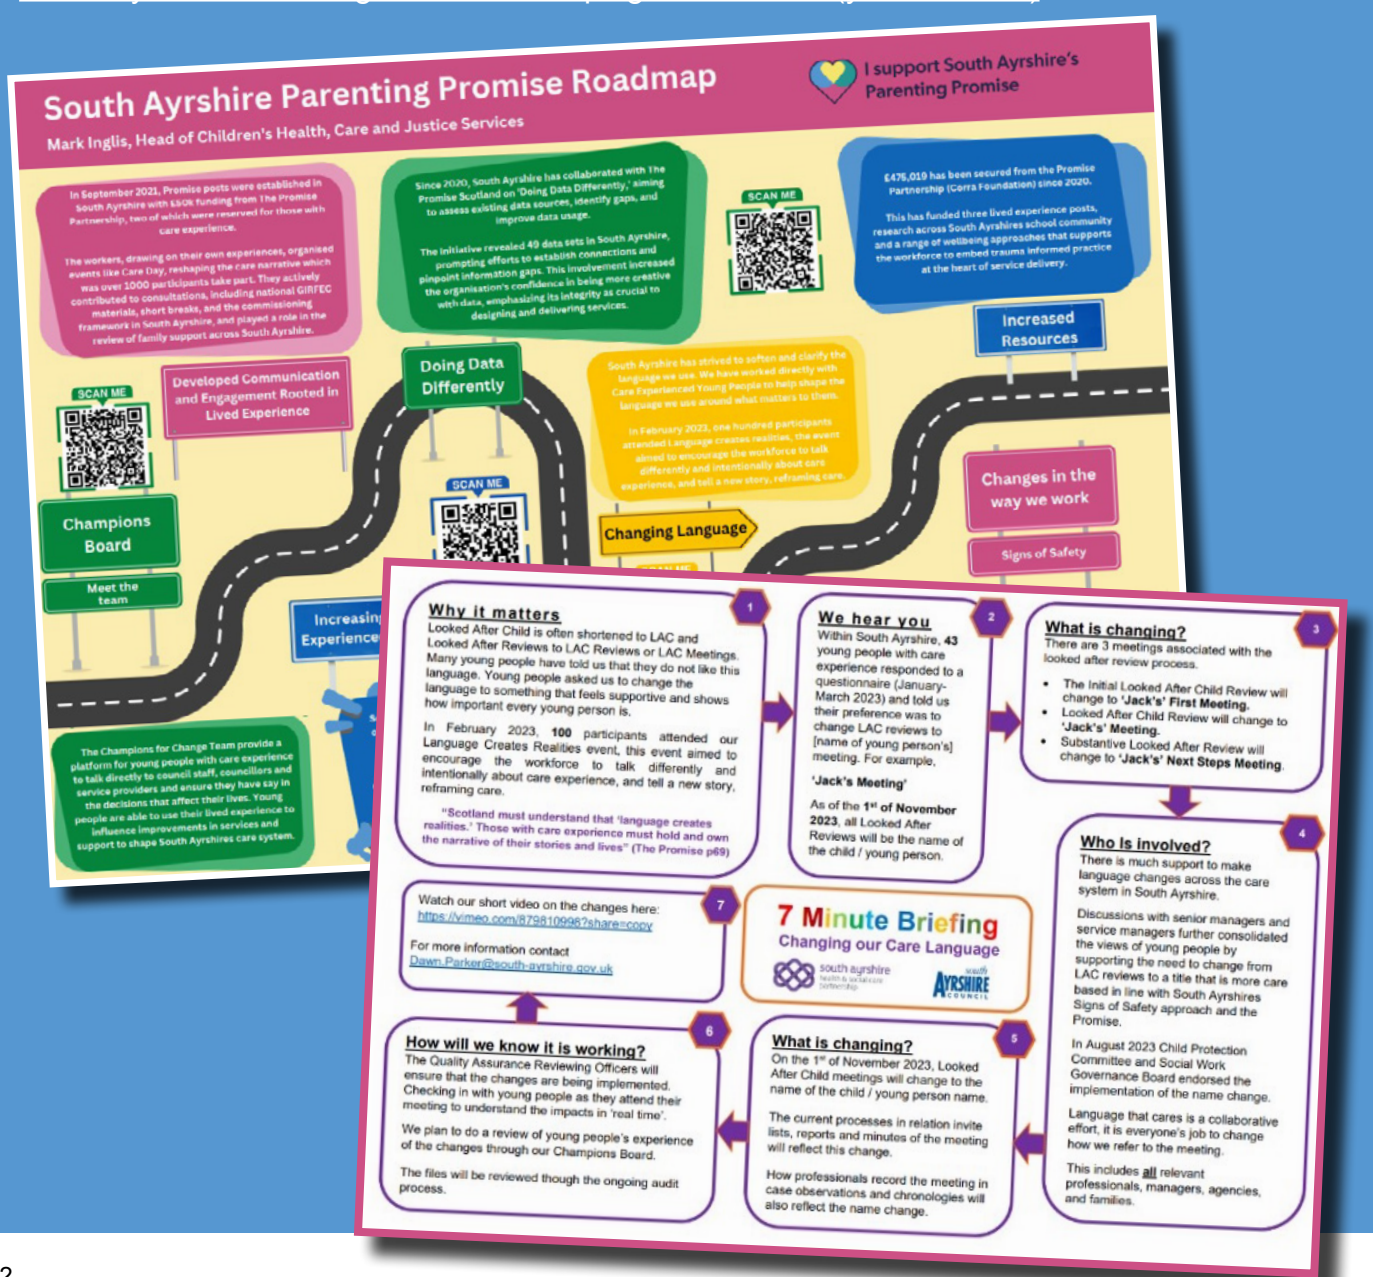 South Ayrshire Parenting Promise Roadmap
Mark Inglis, Head of Children's Health, Care and Justice Services
I support South Ayrshire's
Parenting Promise
In September 2021, Promise posts were established in
South Ayrshire with £50k funding from The Promise
Partnership, two of which were reserved for those with
care experience.
The workers, drawing on their own experiences, organised
events like Care Day, reshaping the care narrative which
was over 1000 participants take part. They actively
contributed to consultations, including national GIRFEC
materials, short breaks, and the commissioning
framework in South Ayrshire, and played a role in the
review of family support across South Ayrshire.
Since 2020, South Ayrshire has collaborated with The
Promise Scotland on 'Doing Data Differently,' aiming
to assess existing data sources, identify gaps, and
improve data usage.
The Initiative revealed 49 data sets in South Ayrshire,
prompting efforts to establish connections and
pinpoint information gaps. This involvement increased
the organisation's confidence in being more creative
with data, emphasizing its integrity as crucial to
designing and delivering services.
SCAN ME
£475,019 has been secured from the Promise
Partnership (Corra Foundation) since 2020.
This has funded three lived experience posts,
research across South Ayrshires school community
and a range of wellbeing approaches that supports
the workforce to embed trauma informed practice
at the heart of service delivery.
Increased
Resources
SCAN ME
Developed Communication
and Engagement Rooted in
Lived Experience
Doing Data
Differently
South Ayrshire has strived to soften and clarify the
language we use. We have worked directly with
Care Experienced Young People to help shape the
language we use around what matters to them.
In February 2023, one hundred participants
attended Language creates realities, the event
aimed to encourage the workforce to talk
differently and intentionally about care
experience, and tell a new story, reframing care.
Champions
Board
Meet the
team
SCAN ME
Changing Language
SCAN ME
Changes in the
way we work
Signs of Safety
Increasing
Experience
The Champions for Change Team provide a
platform for young people with care experience
to talk directly to council staff, councillors and
service providers and ensure they have say in
the decisions that affect their lives. Young
people are able to use their lived experience to
influence improvements in services and
support to shape South Ayrshires care system.
1
Why it matters
Looked After Child is often shortened to LAC and
Looked After Reviews to LAC Reviews or LAC Meetings.
Many young people have told us that they do not like this
language. Young people asked us to change the
language to something that feels supportive and shows
how important every young person is.
In February 2023, 100 participants attended our
Language Creates Realities event, this event aimed to
encourage the workforce to talk differently and
intentionally about care experience, and tell a new story,
reframing care.
"Scotland must understand that 'language creates
realities.' Those with care experience must hold and own
the narrative of their stories and lives" (The Promise p69)
2
We hear you
Within South Ayrshire, 43
young people with care
experience responded to a
questionnaire (January-
March 2023) and told us
their preference was to
change LAC reviews to
[name of young person's]
meeting. For example,
'Jack's Meeting'
As of the 1st of November
2023, all Looked After
Reviews will be the name of
the child / young person.
3
What is changing?
There are 3 meetings associated with the
looked after review process.
• The Initial Looked After Child Review will
change to 'Jack's' First Meeting.
• Looked After Child Review will change to
'Jack's' Meeting.
• Substantive Looked After Review will
change to 'Jack's' Next Steps Meeting.
4
Who Is involved?
There is much support to make
language changes across the care
system in South Ayrshire.
Discussions with senior managers and
service managers further consolidated
the views of young people by
supporting the need to change from
LAC reviews to a title that is more care
based in line with South Ayrshires
Signs of Safety approach and the
Promise.
In August 2023 Child Protection
Committee and Social Work
Governance Board endorsed the
implementation of the name change.
Language that cares is a collaborative
effort, it is everyone's job to change
how we refer to the meeting.
This includes all relevant
professionals, managers, agencies,
and families.
7
Watch our short video on the changes here:
https://vimeo.com/879810998?share=copy
For more information contact
Dawn.Parker@south-ayrshire.gov.uk
7 Minute Briefing
Changing our Care Language
south ayrshire
health & social care
partnership
south
AYRSHIRE
COUNCIL
6
How will we know it is working?
The Quality Assurance Reviewing Officers will
ensure that the changes are being implemented.
Checking in with young people as they attend their
meeting to understand the impacts in 'real time'.
We plan to do a review of young people's experience
of the changes through our Champions Board.
The files will be reviewed though the ongoing audit
process.
5
What is changing?
On the 1st of November 2023, Looked
After Child meetings will change to the
name of the child / young person name.
The current processes in relation invite
lists, reports and minutes of the meeting
will reflect this change.
How professionals record the meeting in
case observations and chronologies will
also reflect the name change.